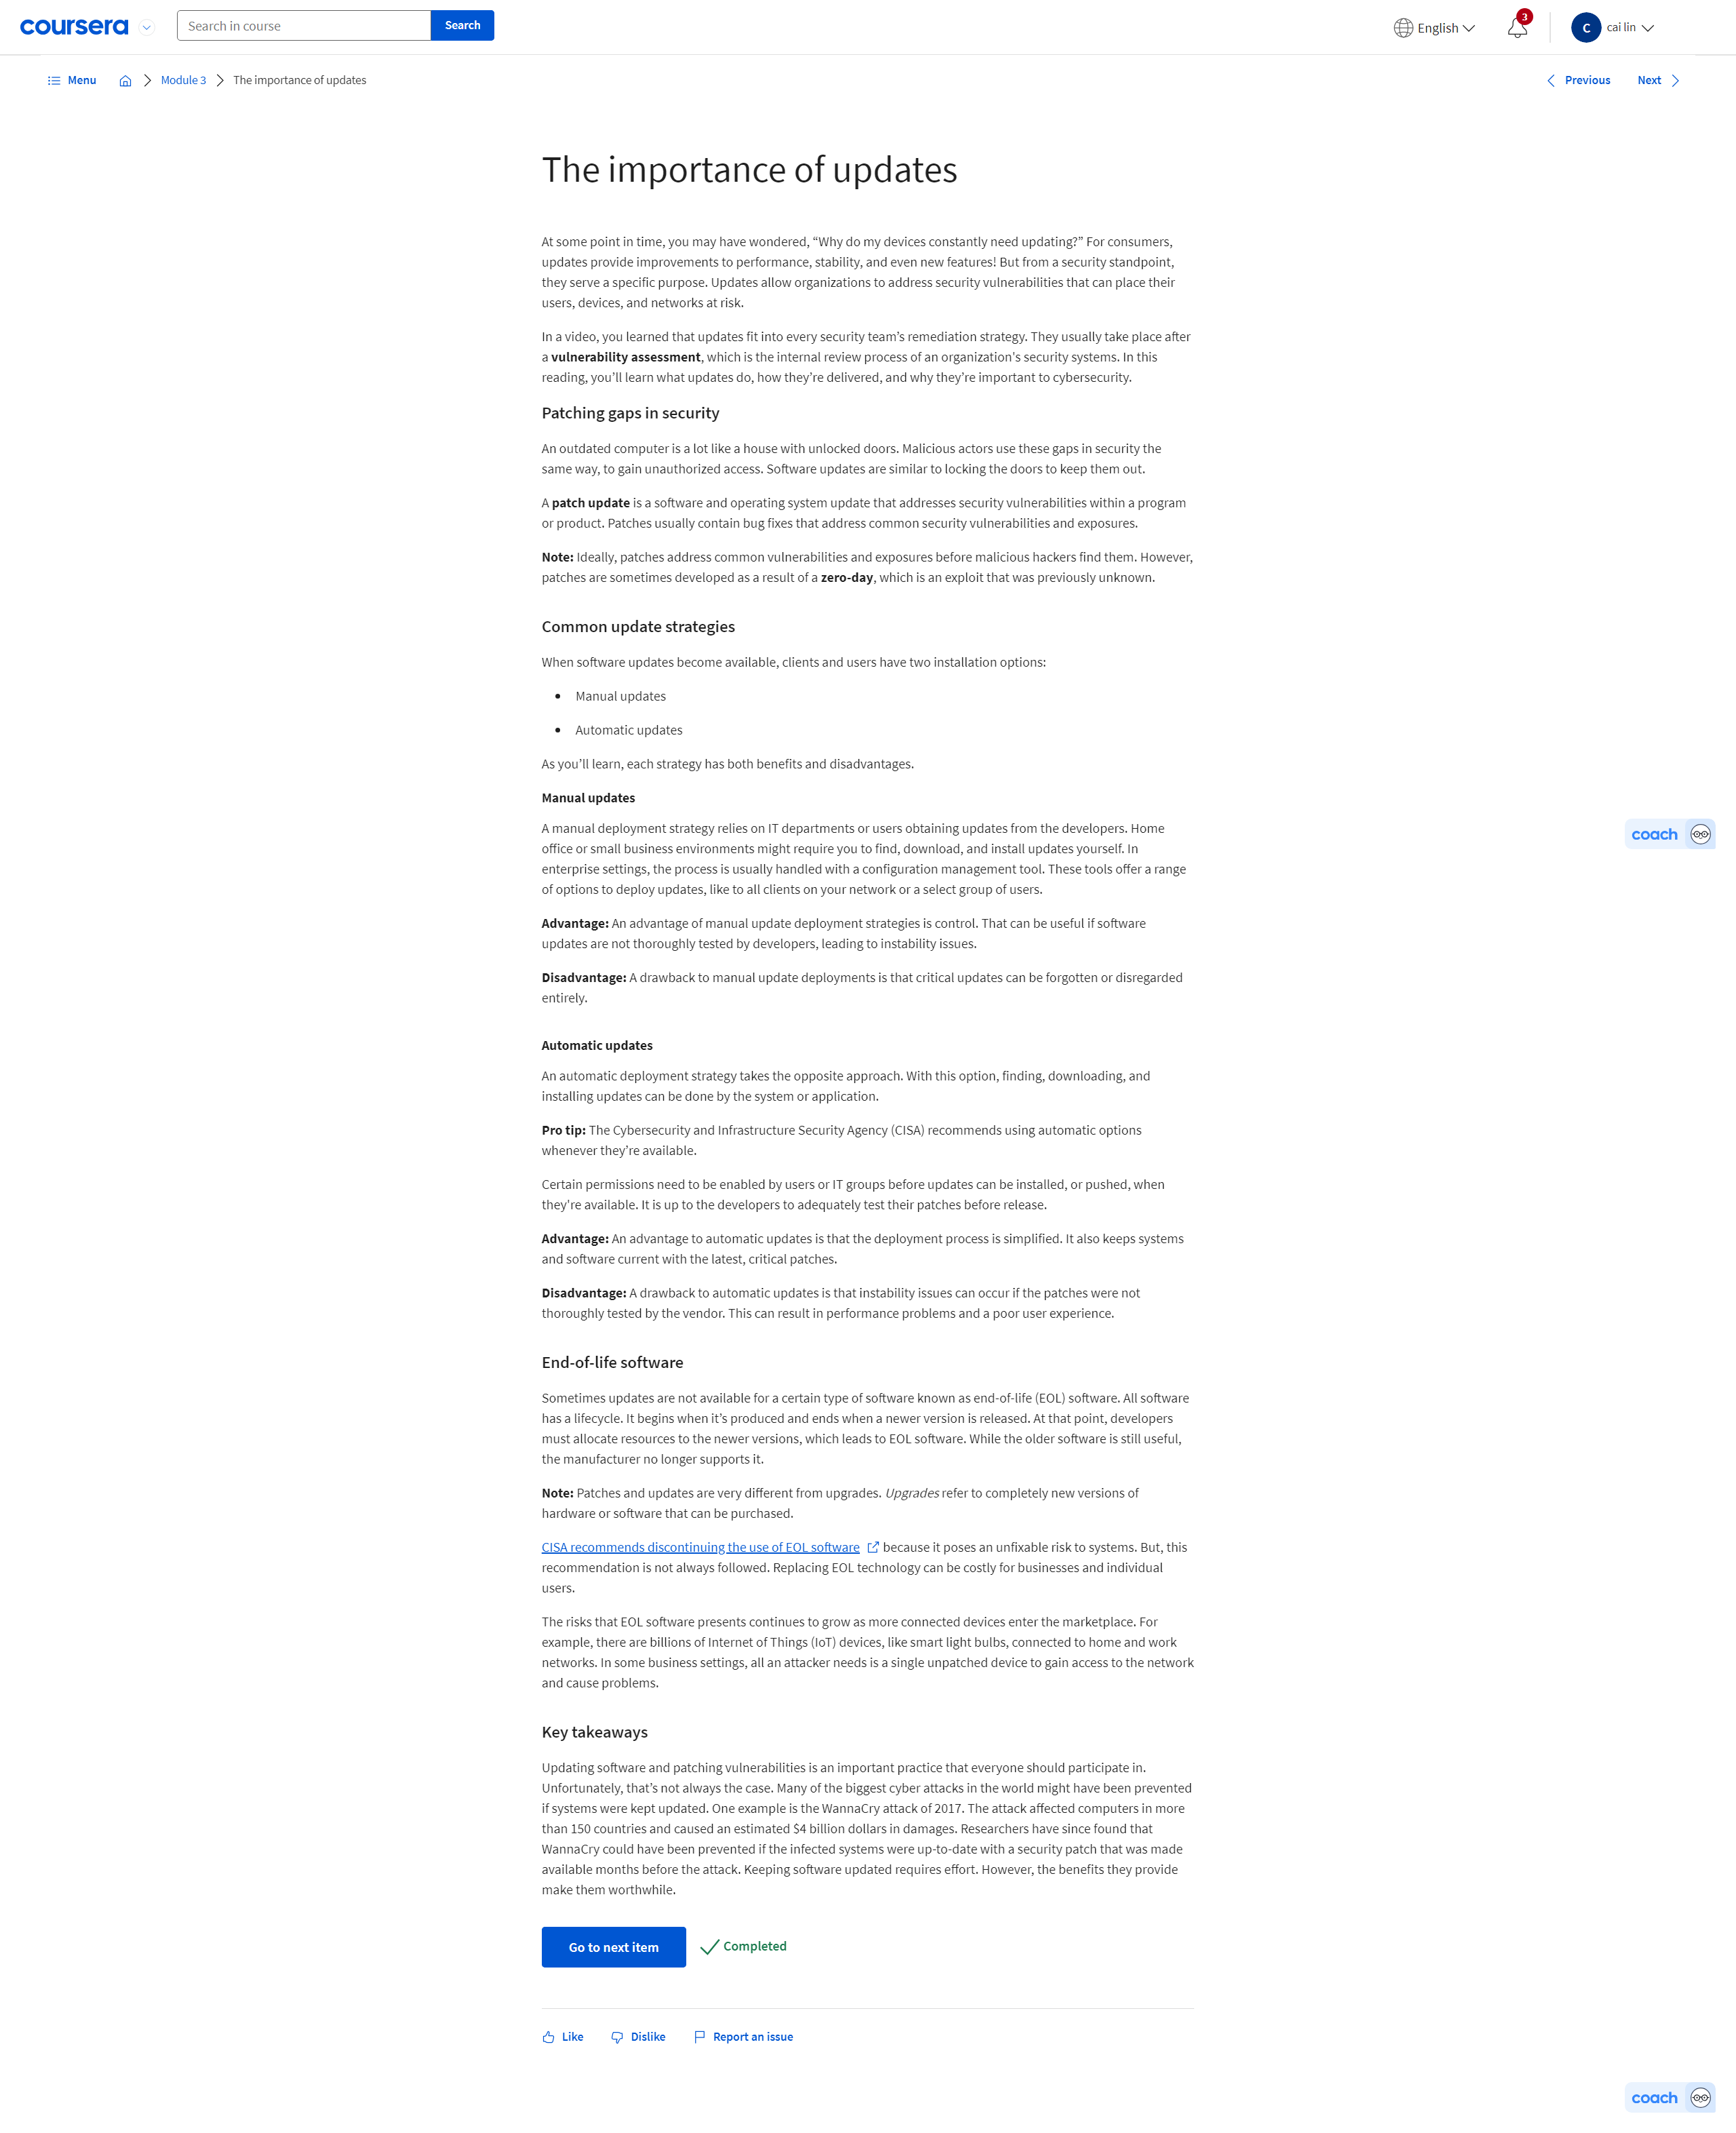 coursera
Search in course
Search
English
3
C
cai lin
Menu
Module 3
The importance of updates
Previous
Next
The importance of updates
At some point in time, you may have wondered, “Why do my devices constantly need updating?” For consumers,
updates provide improvements to performance, stability, and even new features! But from a security standpoint,
they serve a specific purpose. Updates allow organizations to address security vulnerabilities that can place their
users, devices, and networks at risk.
In a video, you learned that updates fit into every security team’s remediation strategy. They usually take place after
a vulnerability assessment, which is the internal review process of an organization's security systems. In this
reading, you’ll learn what updates do, how they’re delivered, and why they’re important to cybersecurity.
Patching gaps in security
An outdated computer is a lot like a house with unlocked doors. Malicious actors use these gaps in security the
same way, to gain unauthorized access. Software updates are similar to locking the doors to keep them out.
A patch update is a software and operating system update that addresses security vulnerabilities within a program
or product. Patches usually contain bug fixes that address common security vulnerabilities and exposures.
Note: Ideally, patches address common vulnerabilities and exposures before malicious hackers find them. However,
patches are sometimes developed as a result of a zero-day, which is an exploit that was previously unknown.
Common update strategies
When software updates become available, clients and users have two installation options:
• Manual updates
• Automatic updates
As you’ll learn, each strategy has both benefits and disadvantages.
Manual updates
A manual deployment strategy relies on IT departments or users obtaining updates from the developers. Home
office or small business environments might require you to find, download, and install updates yourself. In
enterprise settings, the process is usually handled with a configuration management tool. These tools offer a range
of options to deploy updates, like to all clients on your network or a select group of users.
Advantage: An advantage of manual update deployment strategies is control. That can be useful if software
updates are not thoroughly tested by developers, leading to instability issues.
Disadvantage: A drawback to manual update deployments is that critical updates can be forgotten or disregarded
entirely.
Automatic updates
An automatic deployment strategy takes the opposite approach. With this option, finding, downloading, and
installing updates can be done by the system or application.
Pro tip: The Cybersecurity and Infrastructure Security Agency (CISA) recommends using automatic options
whenever they’re available.
Certain permissions need to be enabled by users or IT groups before updates can be installed, or pushed, when
they're available. It is up to the developers to adequately test their patches before release.
Advantage: An advantage to automatic updates is that the deployment process is simplified. It also keeps systems
and software current with the latest, critical patches.
Disadvantage: A drawback to automatic updates is that instability issues can occur if the patches were not
thoroughly tested by the vendor. This can result in performance problems and a poor user experience.
End-of-life software
Sometimes updates are not available for a certain type of software known as end-of-life (EOL) software. All software
has a lifecycle. It begins when it’s produced and ends when a newer version is released. At that point, developers
must allocate resources to the newer versions, which leads to EOL software. While the older software is still useful,
the manufacturer no longer supports it.
Note: Patches and updates are very different from upgrades. Upgrades refer to completely new versions of
hardware or software that can be purchased.
CISA recommends discontinuing the use of EOL software because it poses an unfixable risk to systems. But, this
recommendation is not always followed. Replacing EOL technology can be costly for businesses and individual
users.
The risks that EOL software presents continues to grow as more connected devices enter the marketplace. For
example, there are billions of Internet of Things (IoT) devices, like smart light bulbs, connected to home and work
networks. In some business settings, all an attacker needs is a single unpatched device to gain access to the network
and cause problems.
Key takeaways
Updating software and patching vulnerabilities is an important practice that everyone should participate in.
Unfortunately, that’s not always the case. Many of the biggest cyber attacks in the world might have been prevented
if systems were kept updated. One example is the WannaCry attack of 2017. The attack affected computers in more
than 150 countries and caused an estimated $4 billion dollars in damages. Researchers have since found that
WannaCry could have been prevented if the infected systems were up-to-date with a security patch that was made
available months before the attack. Keeping software updated requires effort. However, the benefits they provide
make them worthwhile.
Go to next item
Completed
Like
Dislike
Report an issue
coach
coach